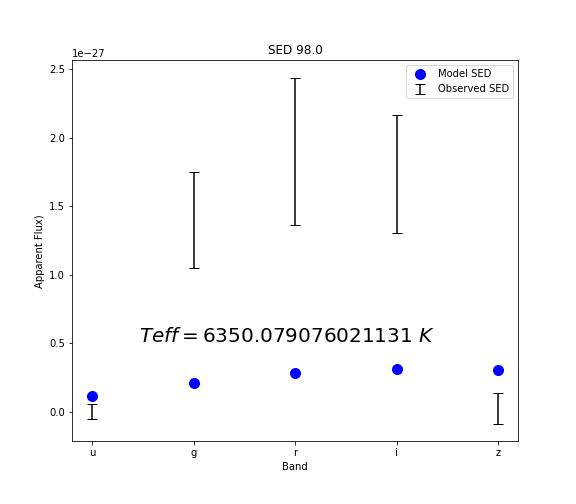 SED 98.0
1e−27
2.5
2.0
1.5
1.0
0.5
0.0
Apparent Flux)
Model SED
Observed SED
Teff = 6350.079076021131 K
u g r i z
Band